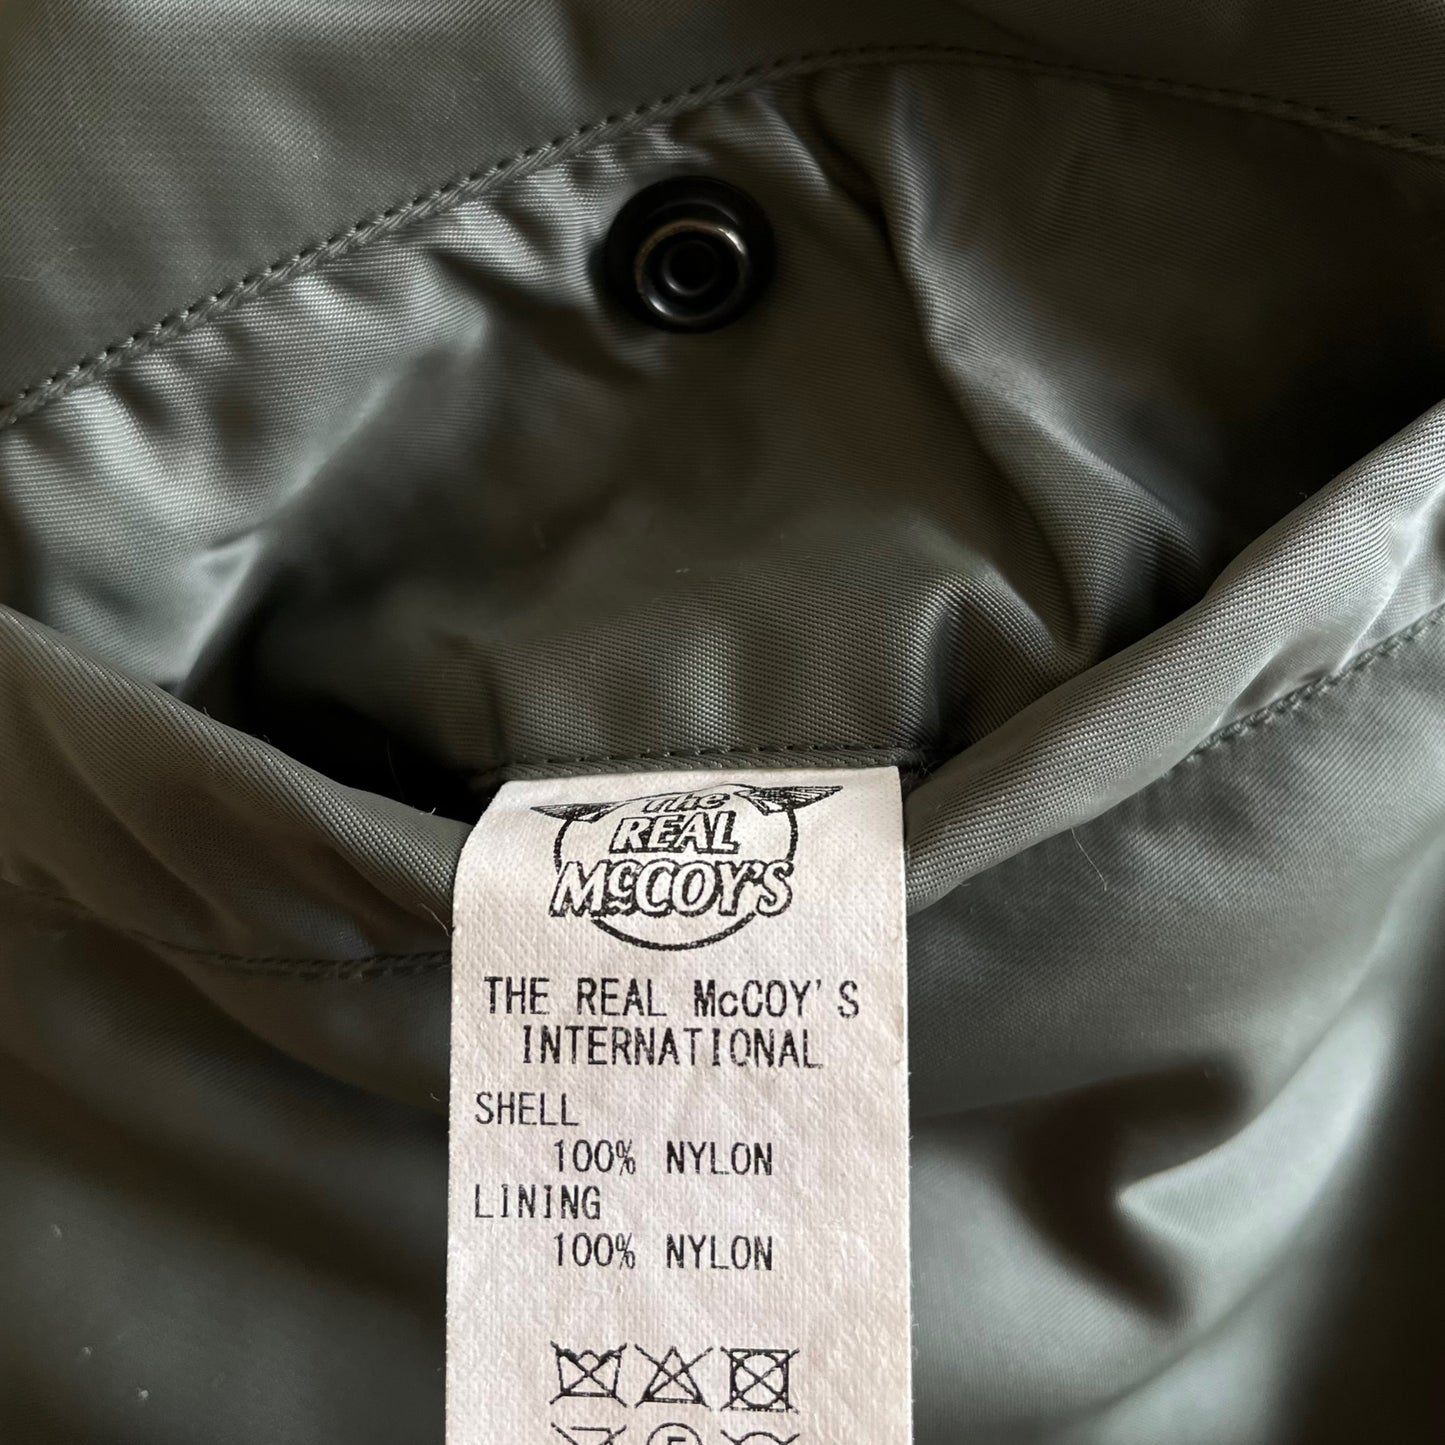 The
REAL
McCOY'S
THE REAL McCOY'S
INTERNATIONAL
SHELL
100% NYLON
LINING
100% NYLON